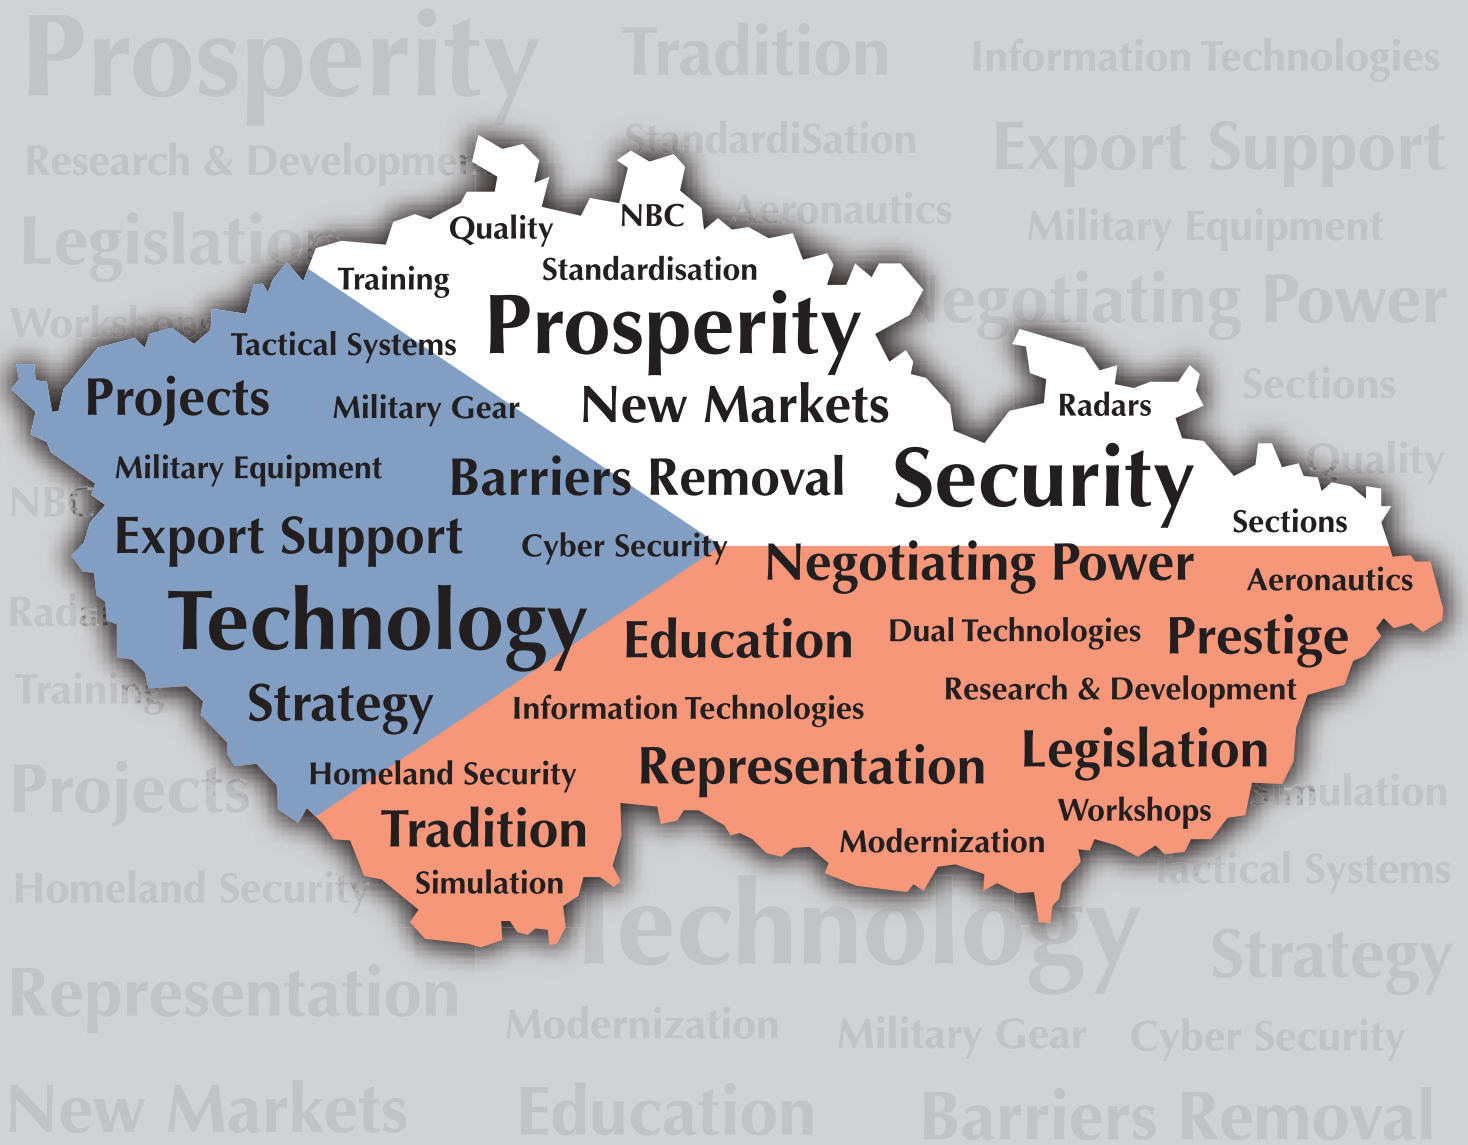 Prosperity
Tradition
Information Technologies
Research & Development
StandardiSation
Export Support
Legislation
Aeronautics
Military Equipment
Workshops
Negotiating Power
Sections
Quality
NBC
Radars
Training
Projects
Simulation
Homeland Security
Tactical Systems
Technology
Strategy
Representation
Modernization
Military Gear
Cyber Security
New Markets
Education
Barriers Removal
Quality
NBC
Training
Standardisation
Prosperity
Tactical Systems
Projects
Military Gear
New Markets
Radars
Military Equipment
Barriers Removal
Security
Sections
Export Support
Cyber Security
Negotiating Power
Aeronautics
Technology
Education
Dual Technologies
Prestige
Strategy
Information Technologies
Research & Development
Homeland Security
Representation
Legislation
Tradition
Workshops
Modernization
Simulation